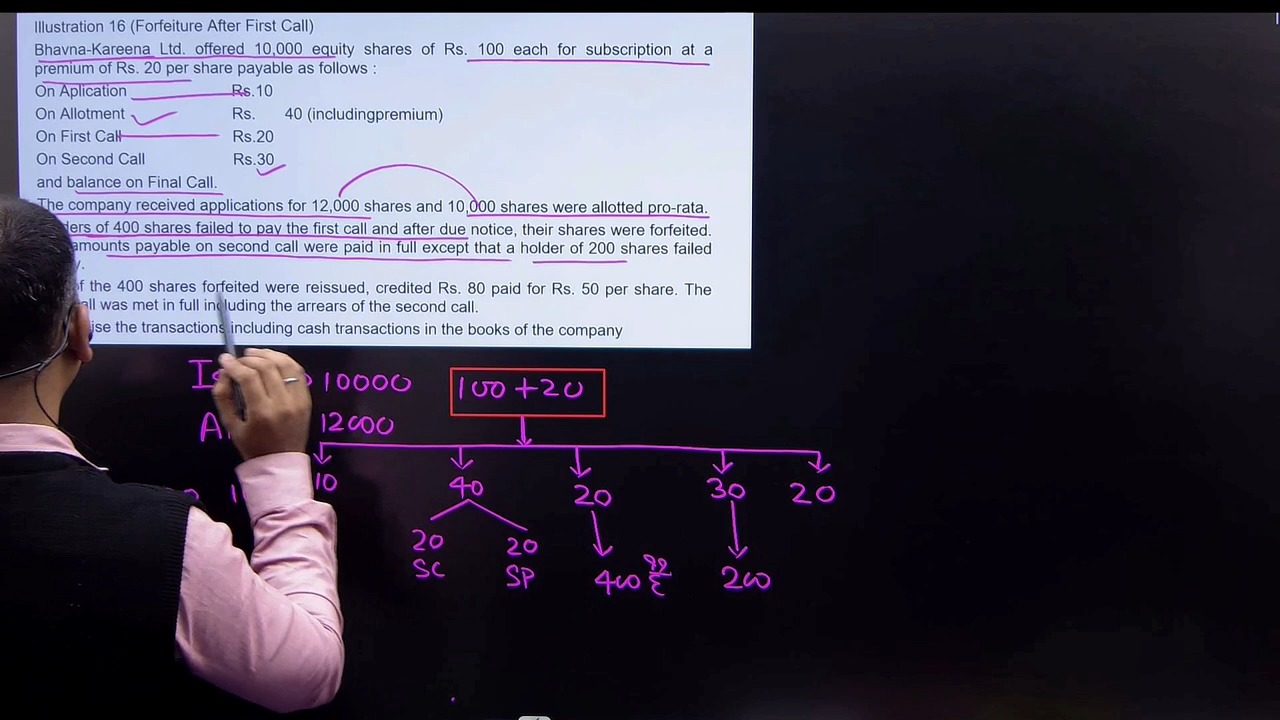 Illustration 16 (Forfeiture After First Call)
Bhavna-Kareena Ltd. offered 10,000 equity shares of Rs. 100 each for subscription at a
premium of Rs. 20 per share payable as follows :
On Aplication Rs.10
On Allotment Rs. 40 (includingpremium)
On First Call Rs.20
On Second Call Rs.30
and balance on Final Call.
The company received applications for 12,000 shares and 10,000 shares were allotted pro-rata.
of 400 shares failed to pay the first call and after due notice, their shares were forfeited.
amounts payable on second call were paid in full except that a holder of 200 shares failed
the 400 shares forfeited were reissued, credited Rs. 80 paid for Rs. 50 per share. The
was met in full including the arrears of the second call.
the transactions including cash transactions in the books of the company
10000 100+20
12000
10 40 20 30 20
20 20
SC SP 400 200